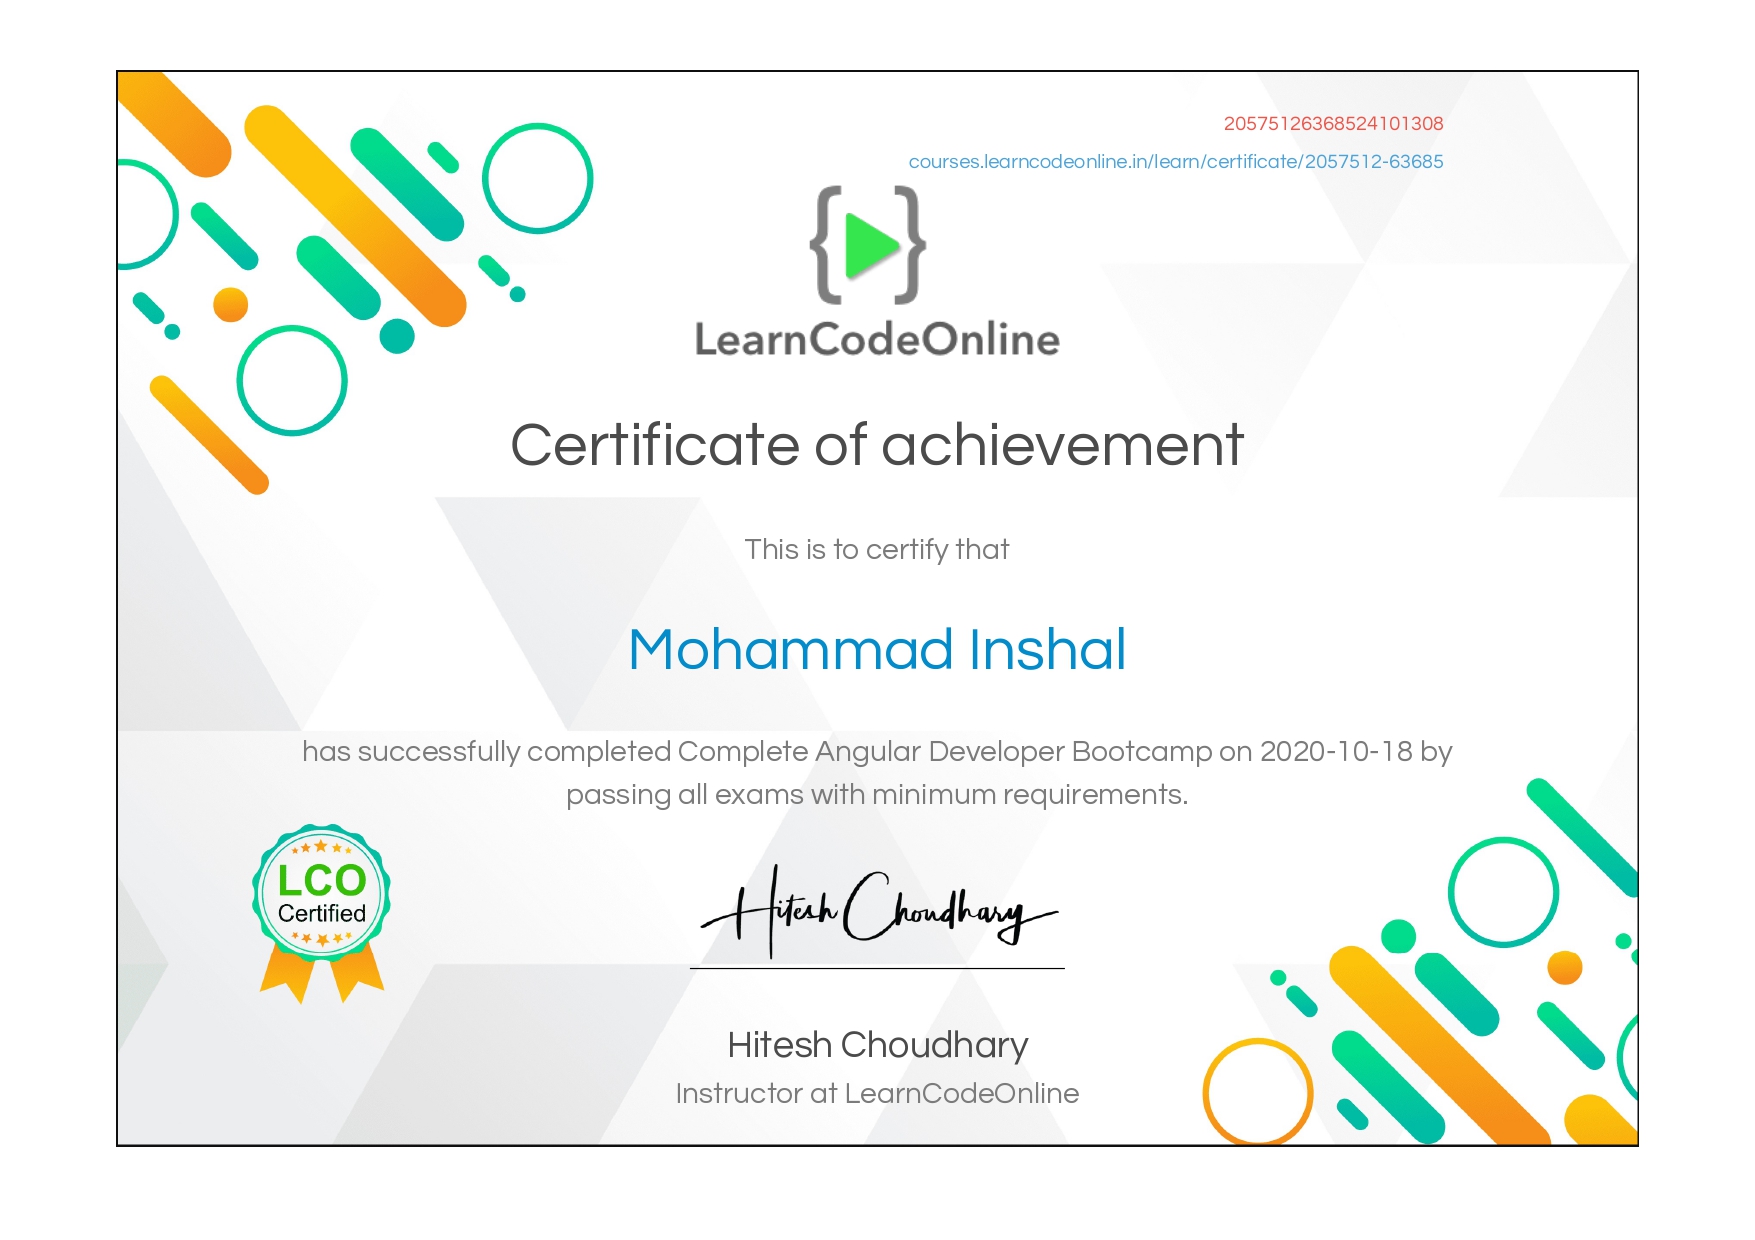 20575126368524101308
courses.learncodeonline.in/learn/certificate/2057512-63685
LearnCodeOnline
Certificate of achievement
This is to certify that
Mohammad Inshal
has successfully completed Complete Angular Developer Bootcamp on 2020-10-18 by
passing all exams with minimum requirements.
LCO
Certified
Hitesh Choudhary
Hitesh Choudhary
Instructor at LearnCodeOnline